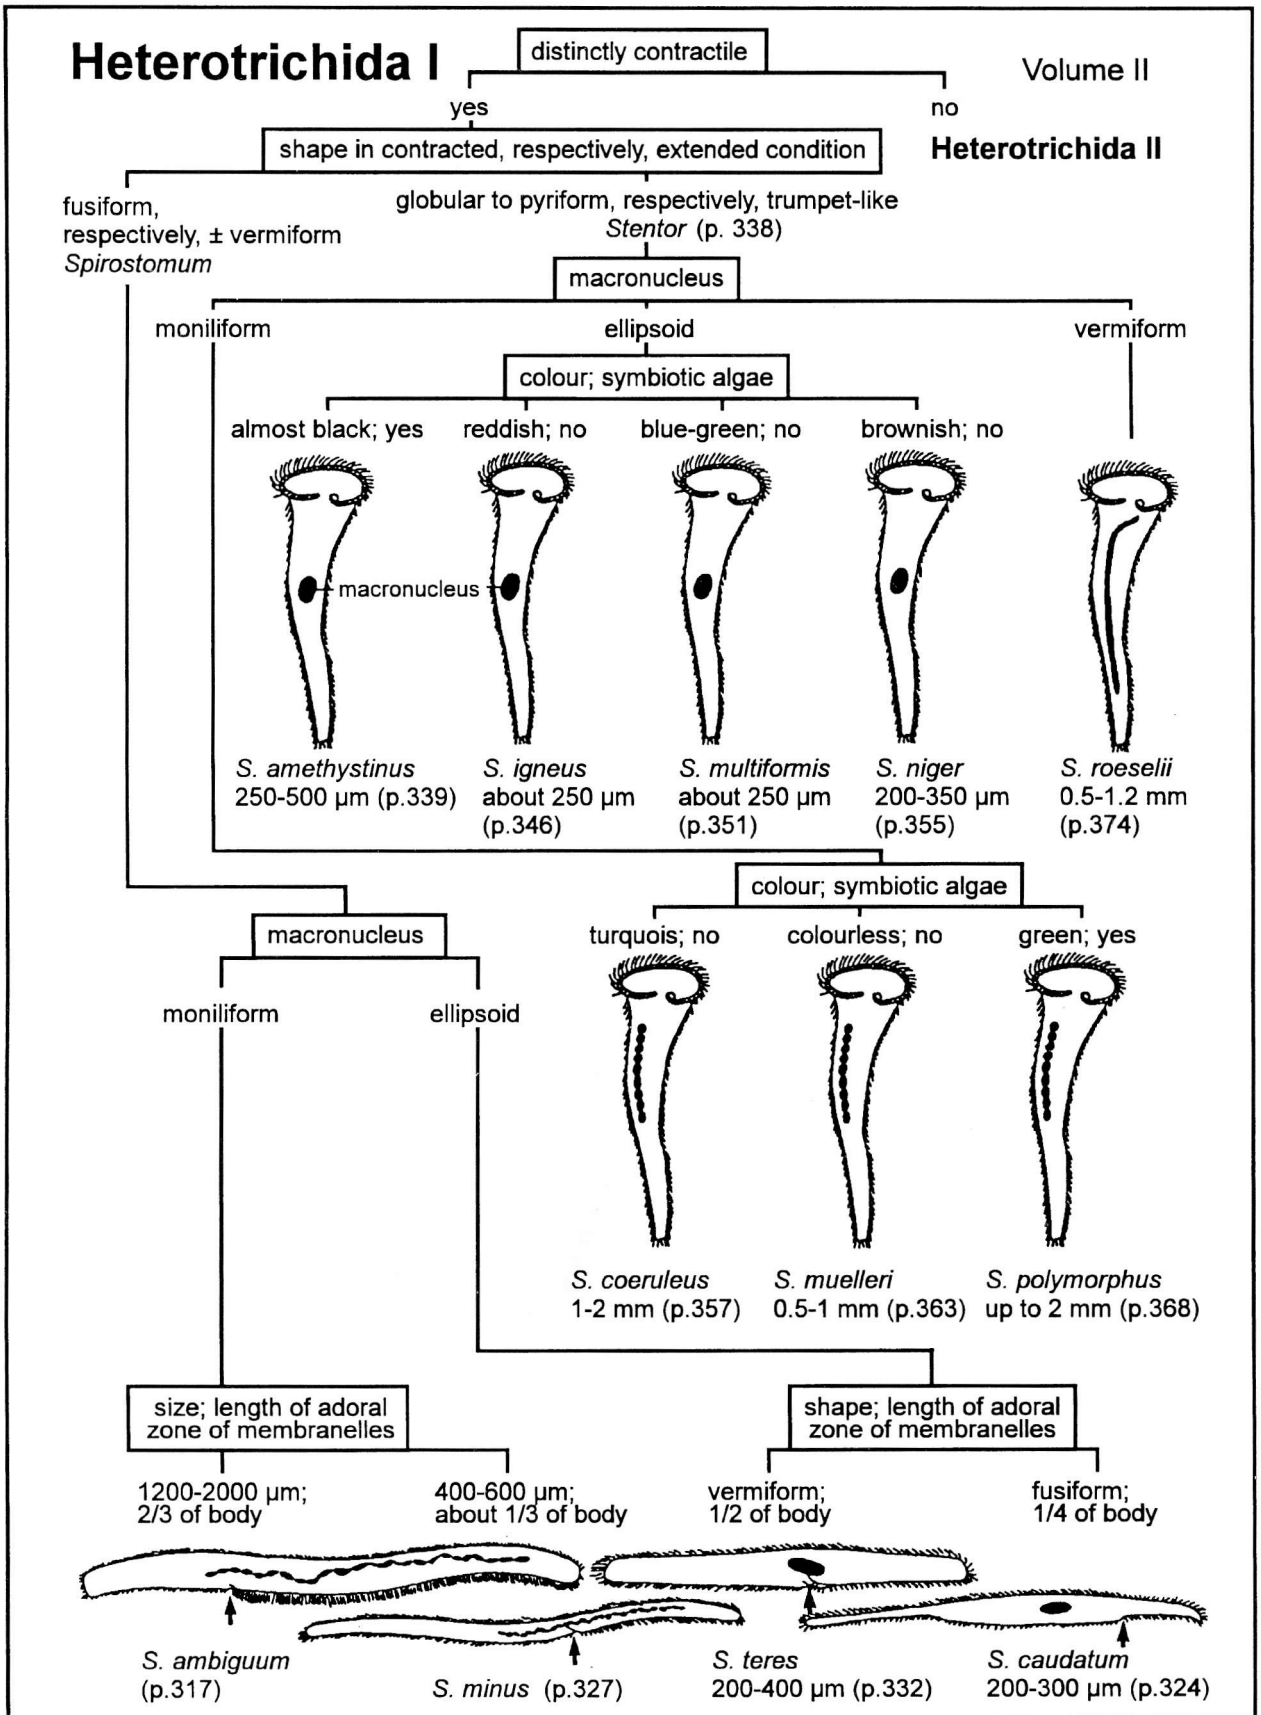 Heterotrichida I
distinctly contractile
Volume II
yes
no
shape in contracted, respectively, extended condition
Heterotrichida II
fusiform,
respectively, ± vermiform
Spirostomum
globular to pyriform, respectively, trumpet-like
Stentor (p. 338)
macronucleus
moniliform
ellipsoid
vermiform
colour; symbiotic algae
almost black; yes
reddish; no
blue-green; no
brownish; no
macronucleus
S. amethystinus
250-500 µm (p.339)
S. igneus
about 250 µm
(p.346)
S. multiformis
about 250 µm
(p.351)
S. niger
200-350 µm
(p.355)
S. roeselii
0.5-1.2 mm
(p.374)
colour; symbiotic algae
macronucleus
turquois; no
colourless; no
green; yes
moniliform
ellipsoid
S. coeruleus
1-2 mm (p.357)
S. muelleri
0.5-1 mm (p.363)
S. polymorphus
up to 2 mm (p.368)
size; length of adoral
zone of membranelles
shape; length of adoral
zone of membranelles
1200-2000 µm;
2/3 of body
400-600 µm;
about 1/3 of body
vermiform;
1/2 of body
fusiform;
1/4 of body
S. ambiguum
(p.317)
S. minus (p.327)
S. teres
200-400 µm (p.332)
S. caudatum
200-300 µm (p.324)